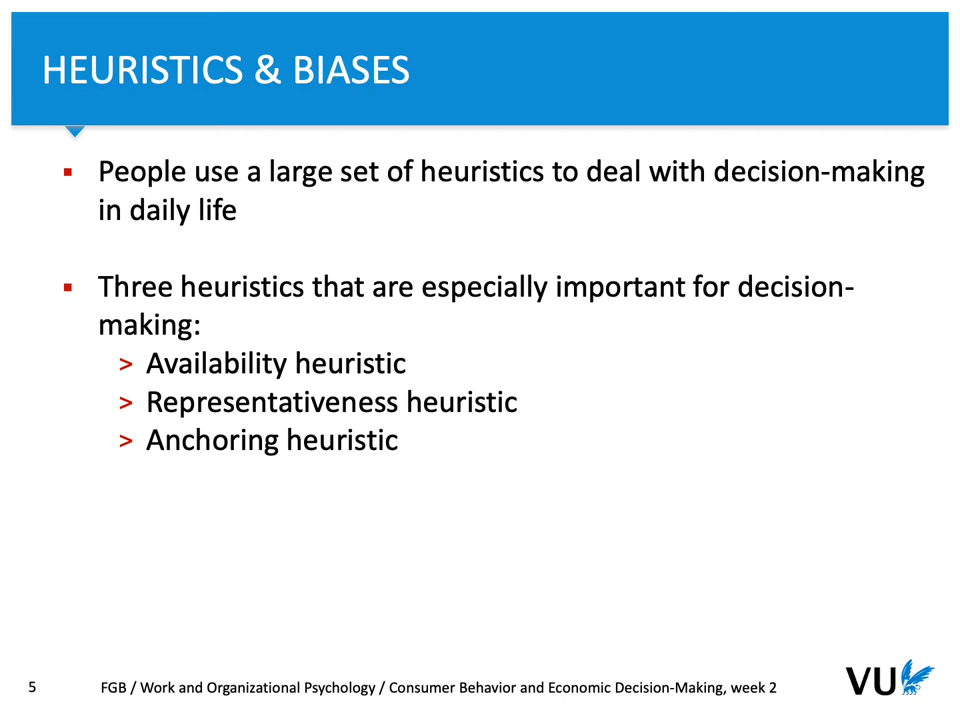 HEURISTICS & BIASES
▪ People use a large set of heuristics to deal with decision-making
in daily life
▪ Three heuristics that are especially important for decision-
making:
> Availability heuristic
> Representativeness heuristic
> Anchoring heuristic
5 FGB / Work and Organizational Psychology / Consumer Behavior and Economic Decision-Making, week 2
VU